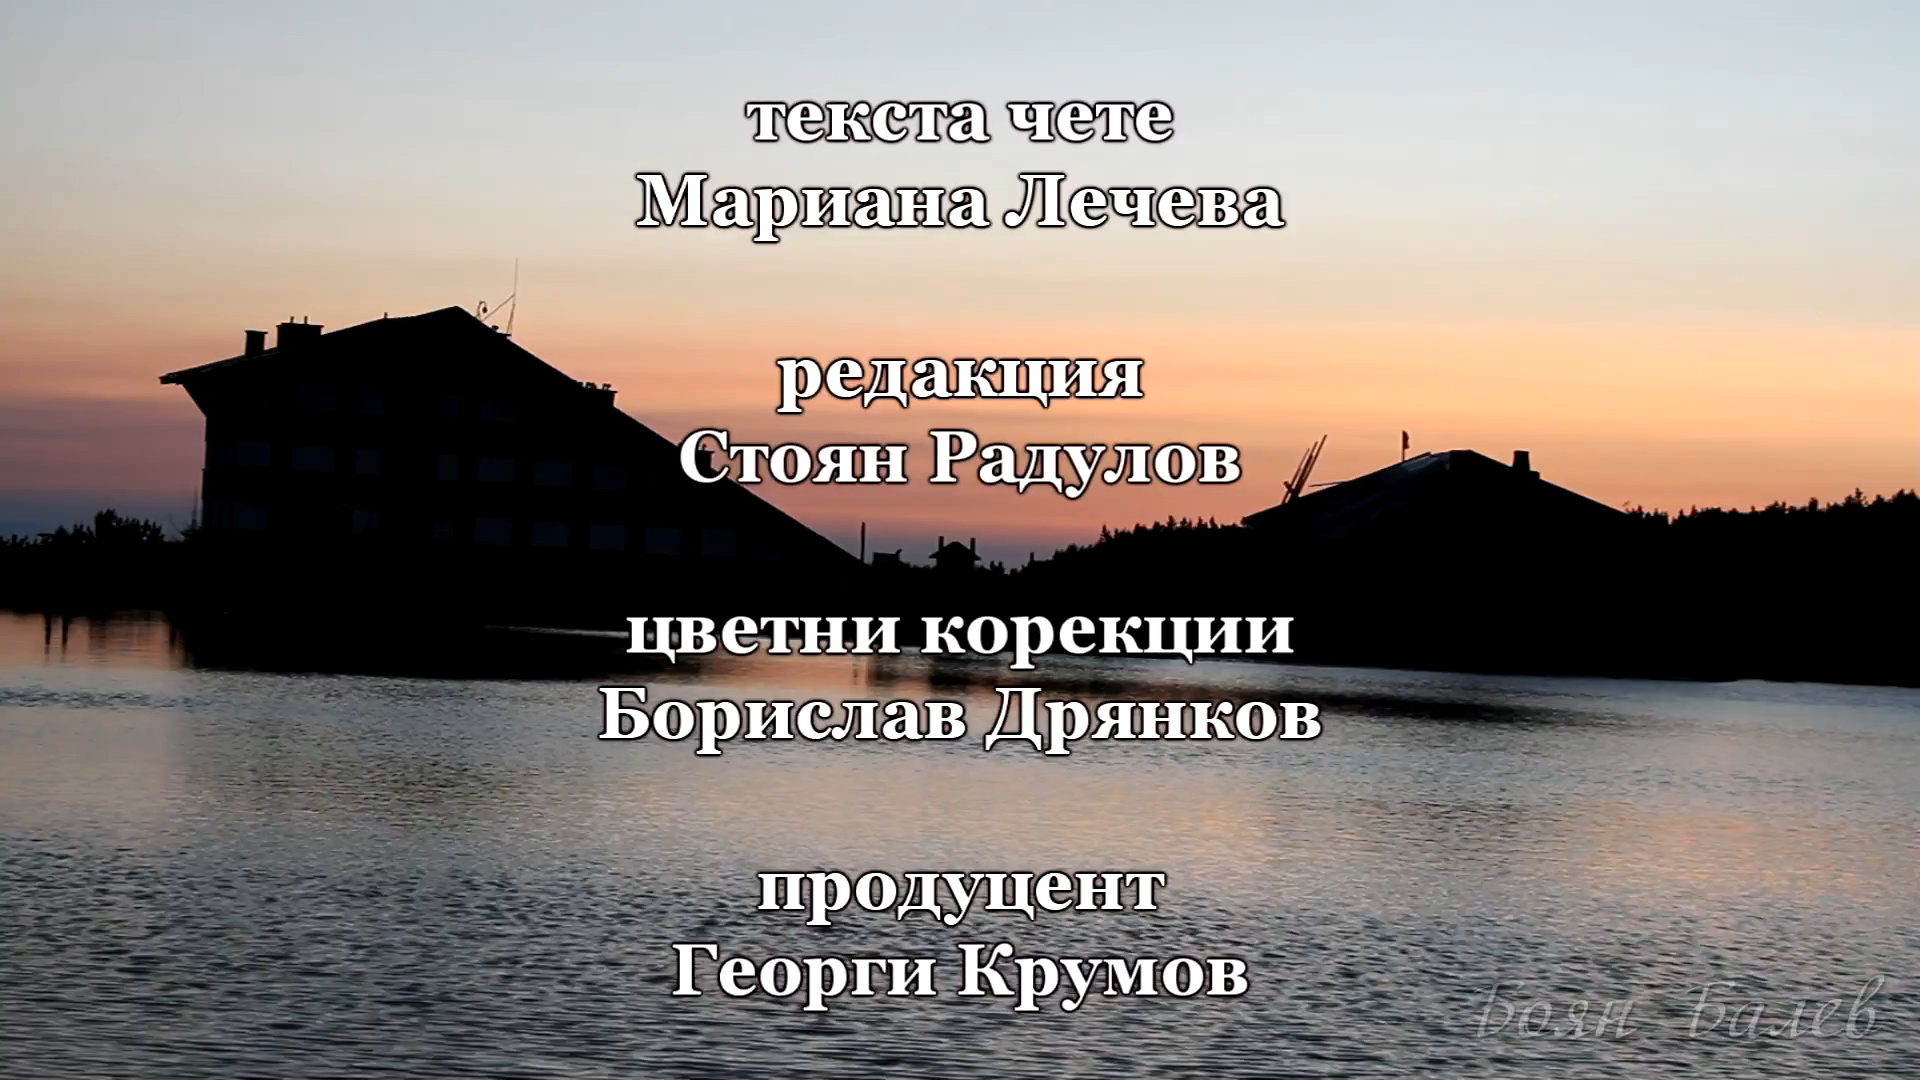 текста чете
Мариана Лечева
редакция
Стоян Радулов
цветни корекции
Борислав Дрянков
продуцент
Георги Крумов
Боян Балев